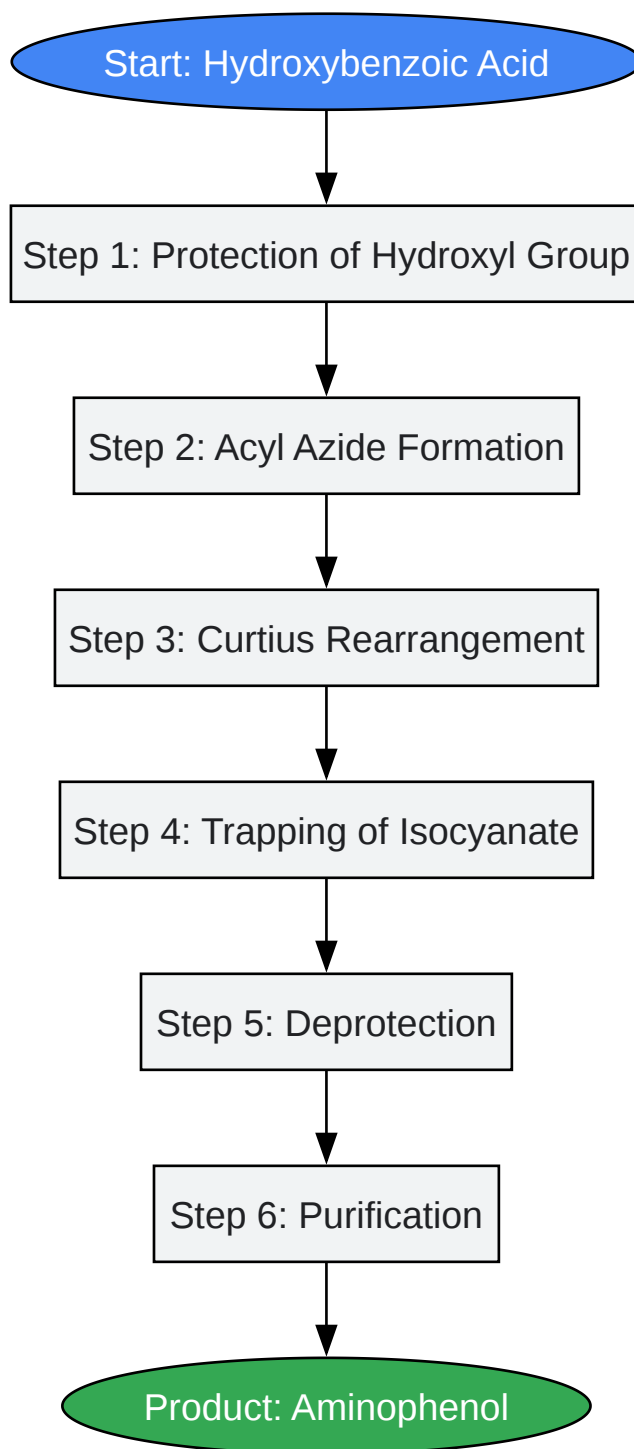 Start: Hydroxybenzoic Acid
Step 1: Protection of Hydroxyl Group
Step 2: Acyl Azide Formation
Step 3: Curtius Rearrangement
Step 4: Trapping of Isocyanate
Step 5: Deprotection
Step 6: Purification
Product: Aminophenol